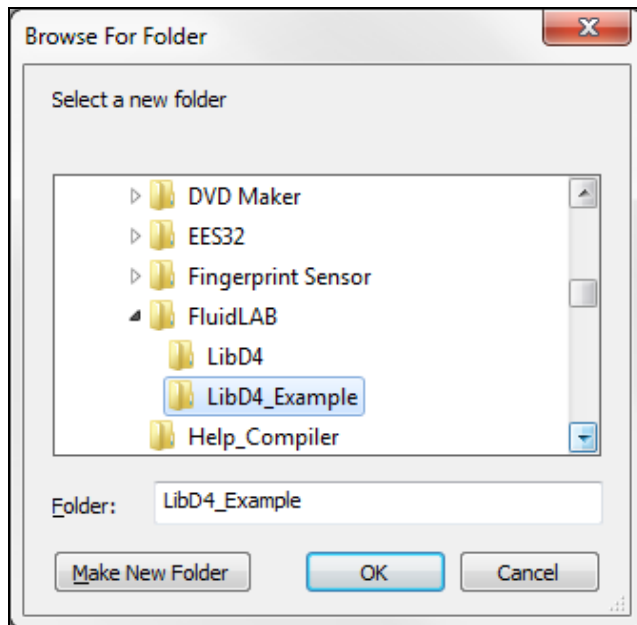 Browse For Folder
Select a new folder
DVD Maker
EES32
Fingerprint Sensor
FluidLAB
LibD4
LibD4_Example
Help_Compiler
Folder: LibD4_Example
Make New Folder OK Cancel